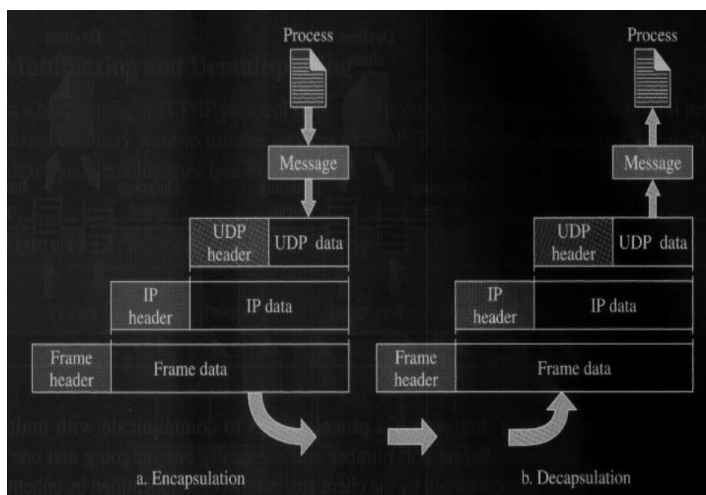 Process
Process
Message
Message
UDP header
UDP data
UDP header
UDP data
IP header
IP data
IP header
IP data
Frame header
Frame data
Frame header
Frame data
a. Encapsulation
b. Decapsulation